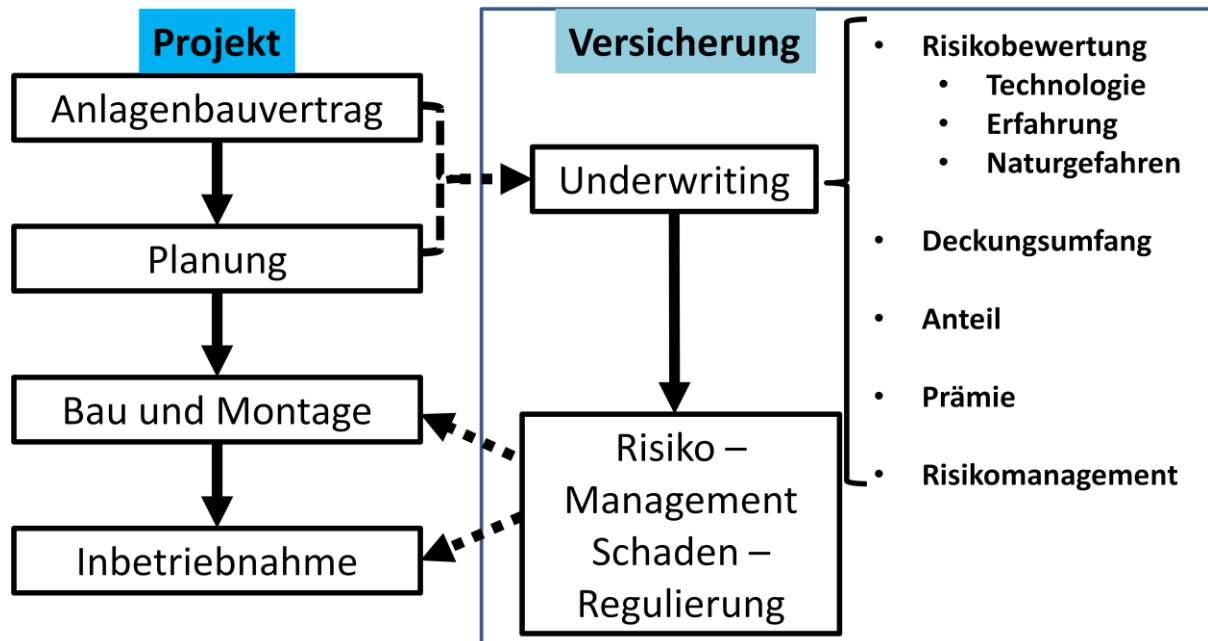 Projekt
Anlagenbauvertrag
Planung
Bau und Montage
Inbetriebnahme
Versicherung
Underwriting
Risiko –
Management
Schaden –
Regulierung
• Risikobewertung
• Technologie
• Erfahrung
• Naturgefahren
• Deckungsumfang
• Anteil
• Prämie
• Risikomanagement